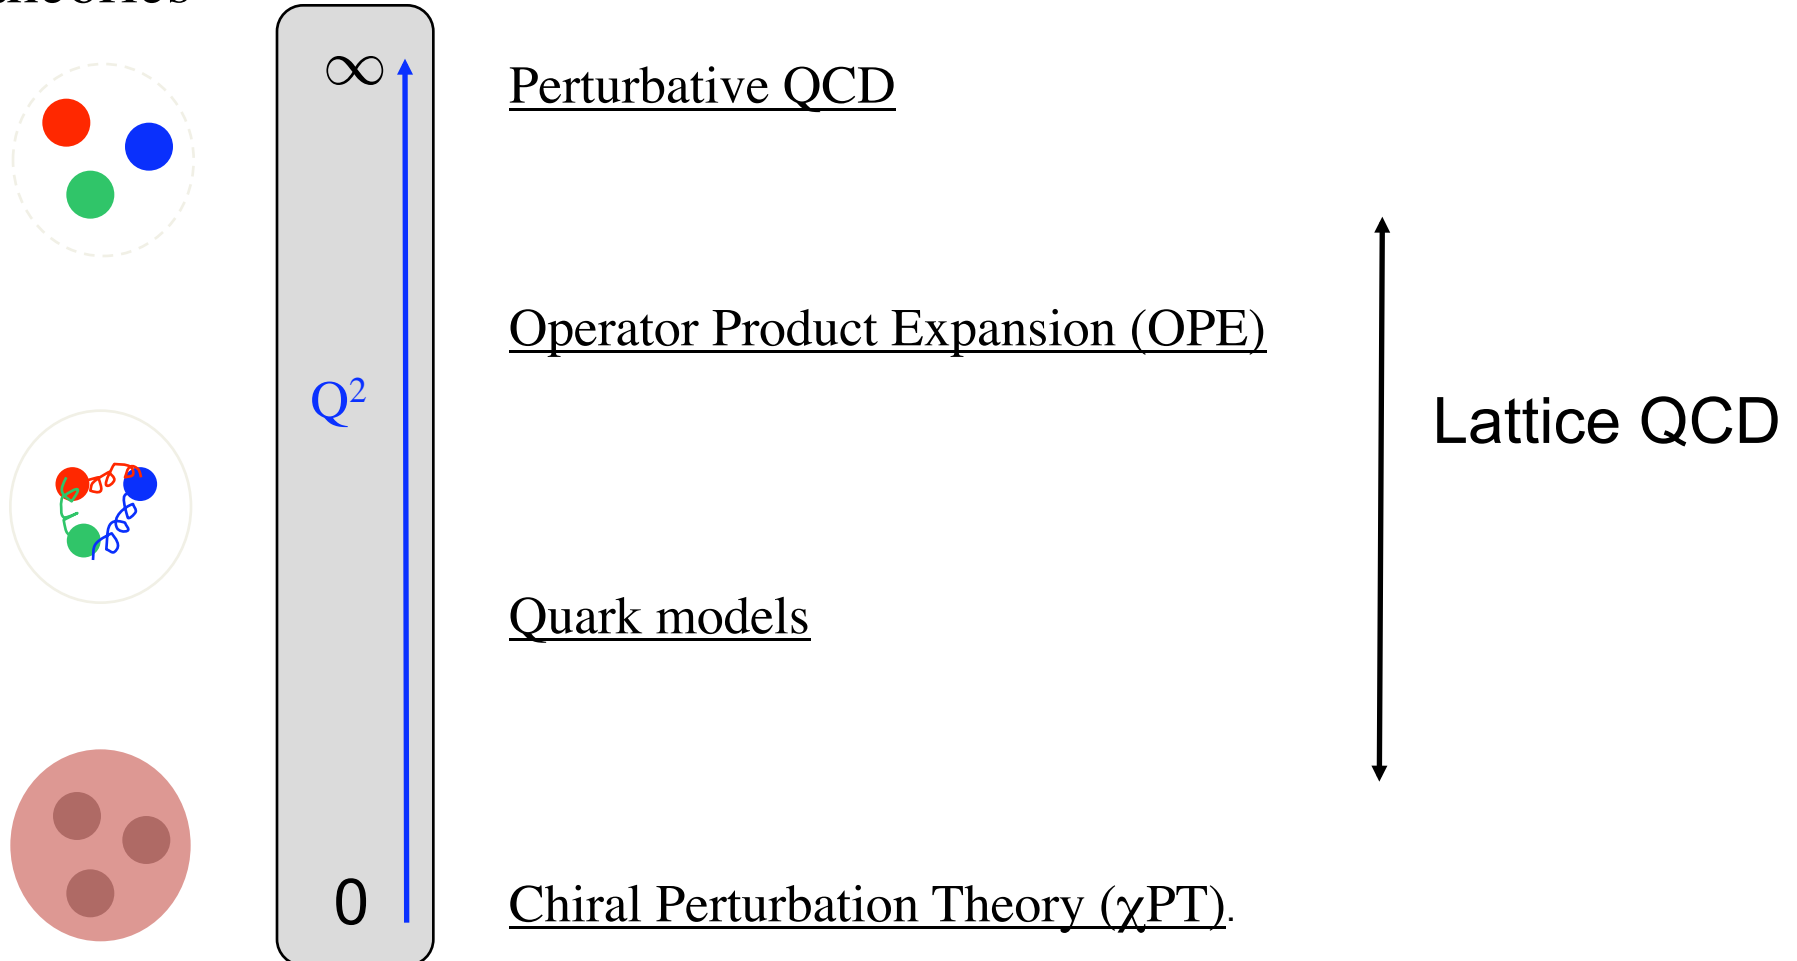 ∞
Perturbative QCD
Operator Product Expansion (OPE)
Q²
Lattice QCD
Quark models
0
Chiral Perturbation Theory (χPT).